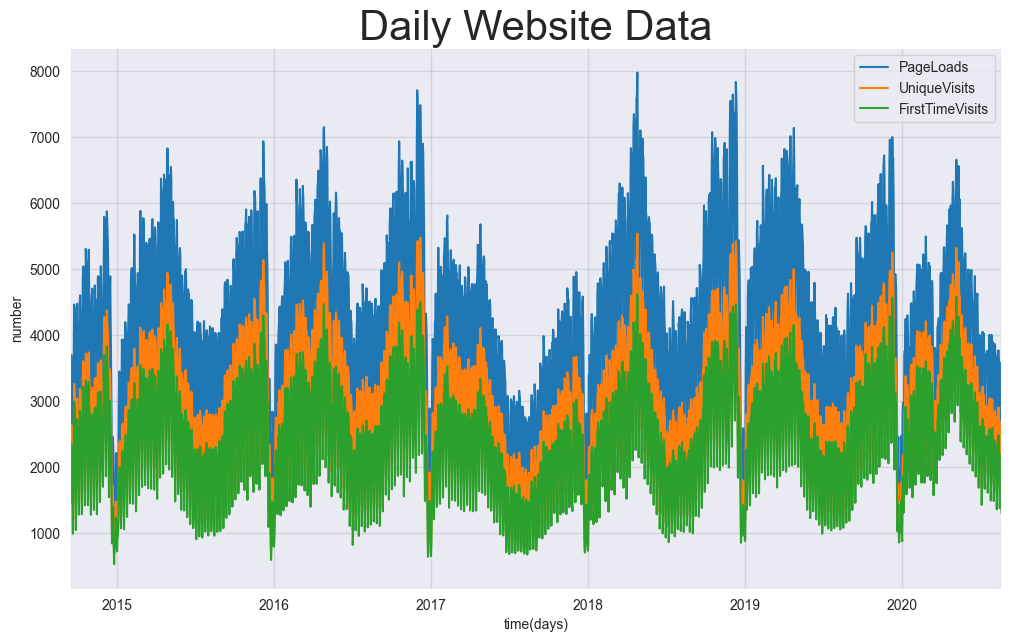 Daily Website Data
PageLoads
UniqueVisits
FirstTimeVisits
8000
7000
6000
5000
4000
3000
2000
1000
number
2015 2016 2017 2018 2019 2020
time(days)